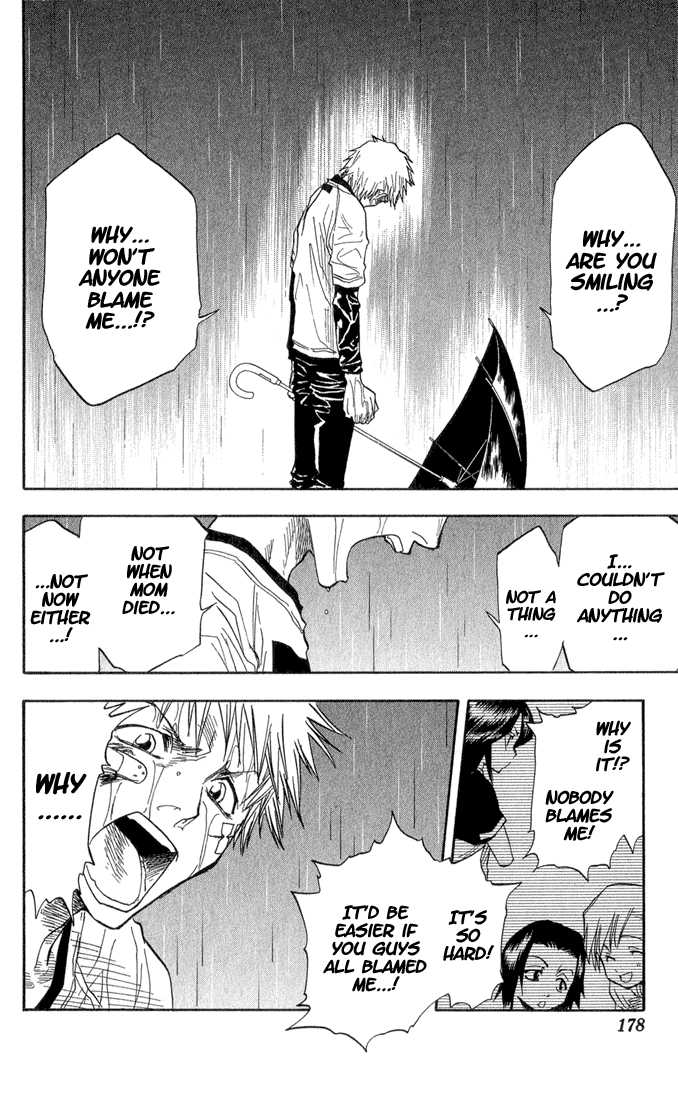 WHY...
ARE YOU
SMILING
...?
WHY...
WON'T
ANYONE
BLAME
ME...!?
I...
COULDN'T
DO
ANYTHING
...
NOT A
THING
...
NOT
WHEN
MOM
DIED...
...NOT
NOW
EITHER
...!
WHY
IS
IT!?
NOBODY
BLAMES
ME!
IT'S
SO
HARD!
IT'D BE
EASIER IF
YOU GUYS
ALL BLAMED
ME...!
WHY
......
178